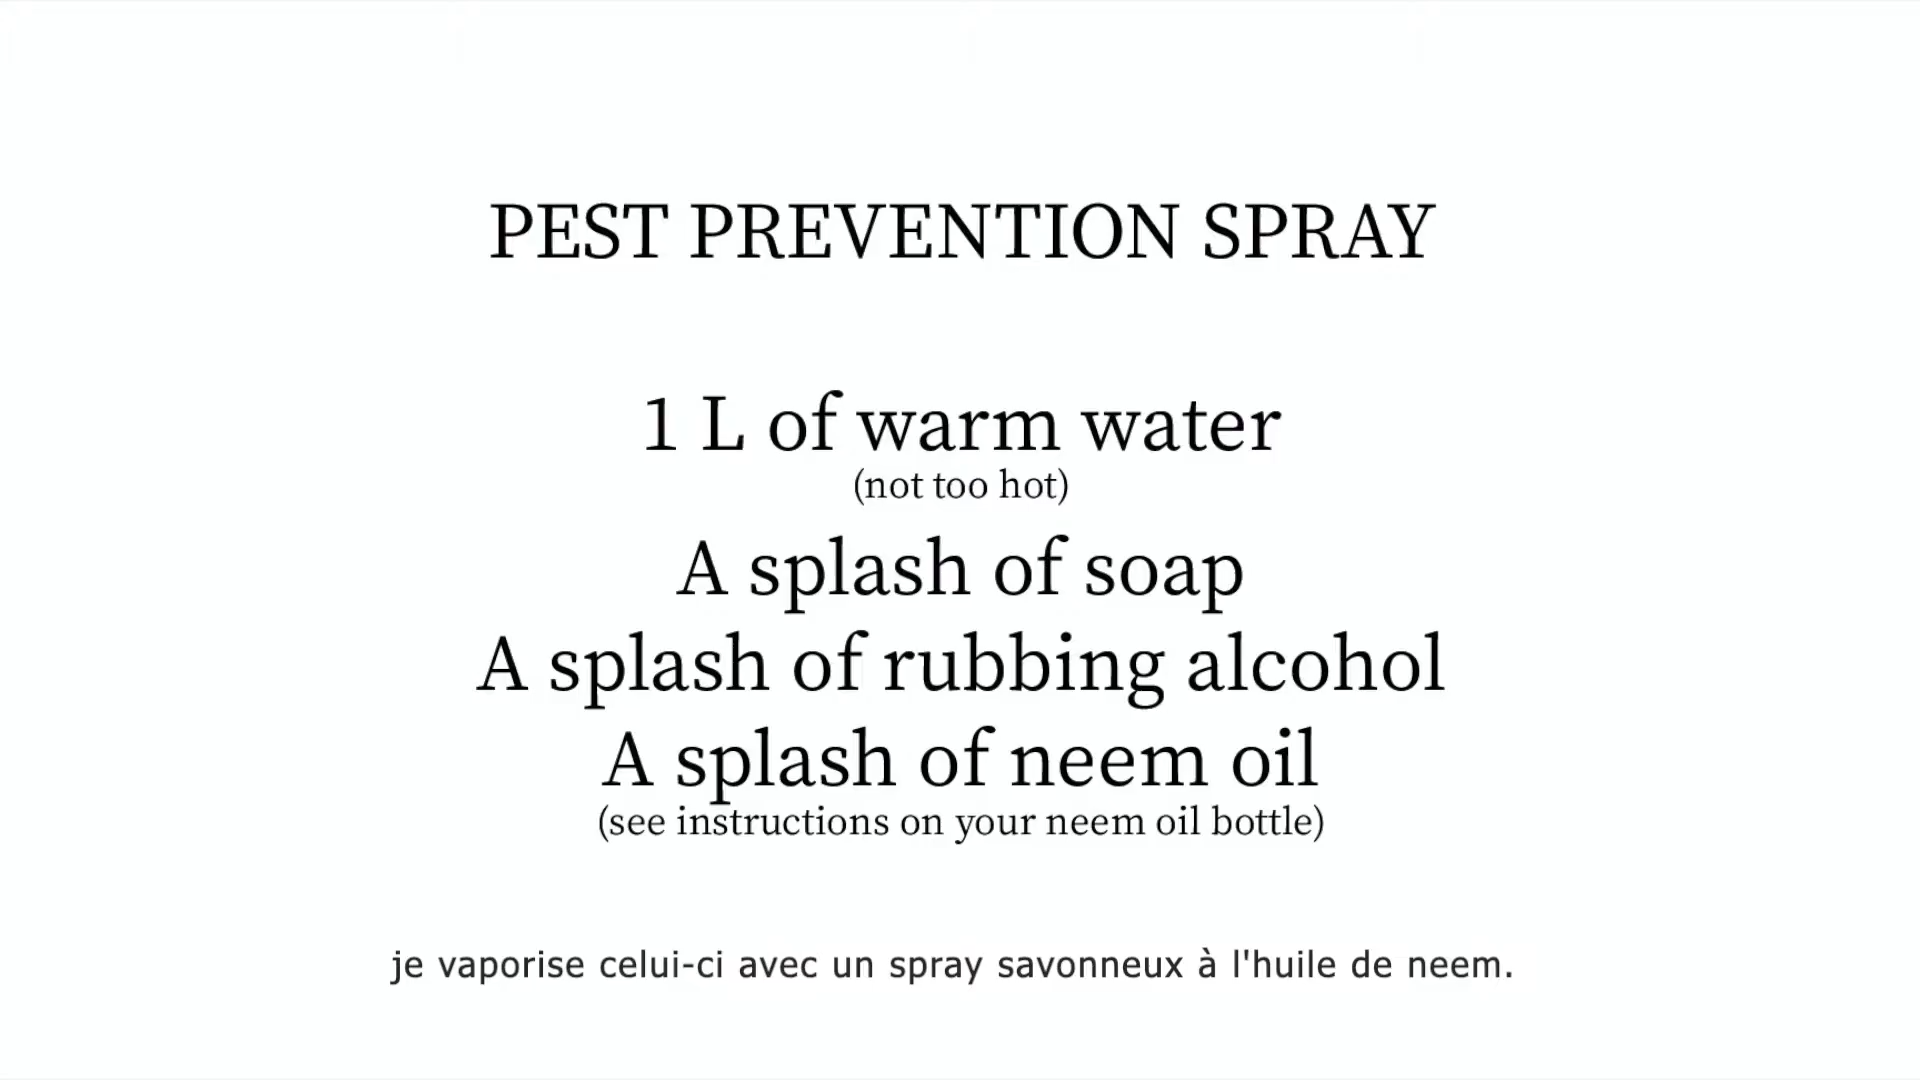 PEST PREVENTION SPRAY
1 L of warm water
(not too hot)
A splash of soap
A splash of rubbing alcohol
A splash of neem oil
(see instructions on your neem oil bottle)
je vaporise celui-ci avec un spray savonneux à l'huile de neem.